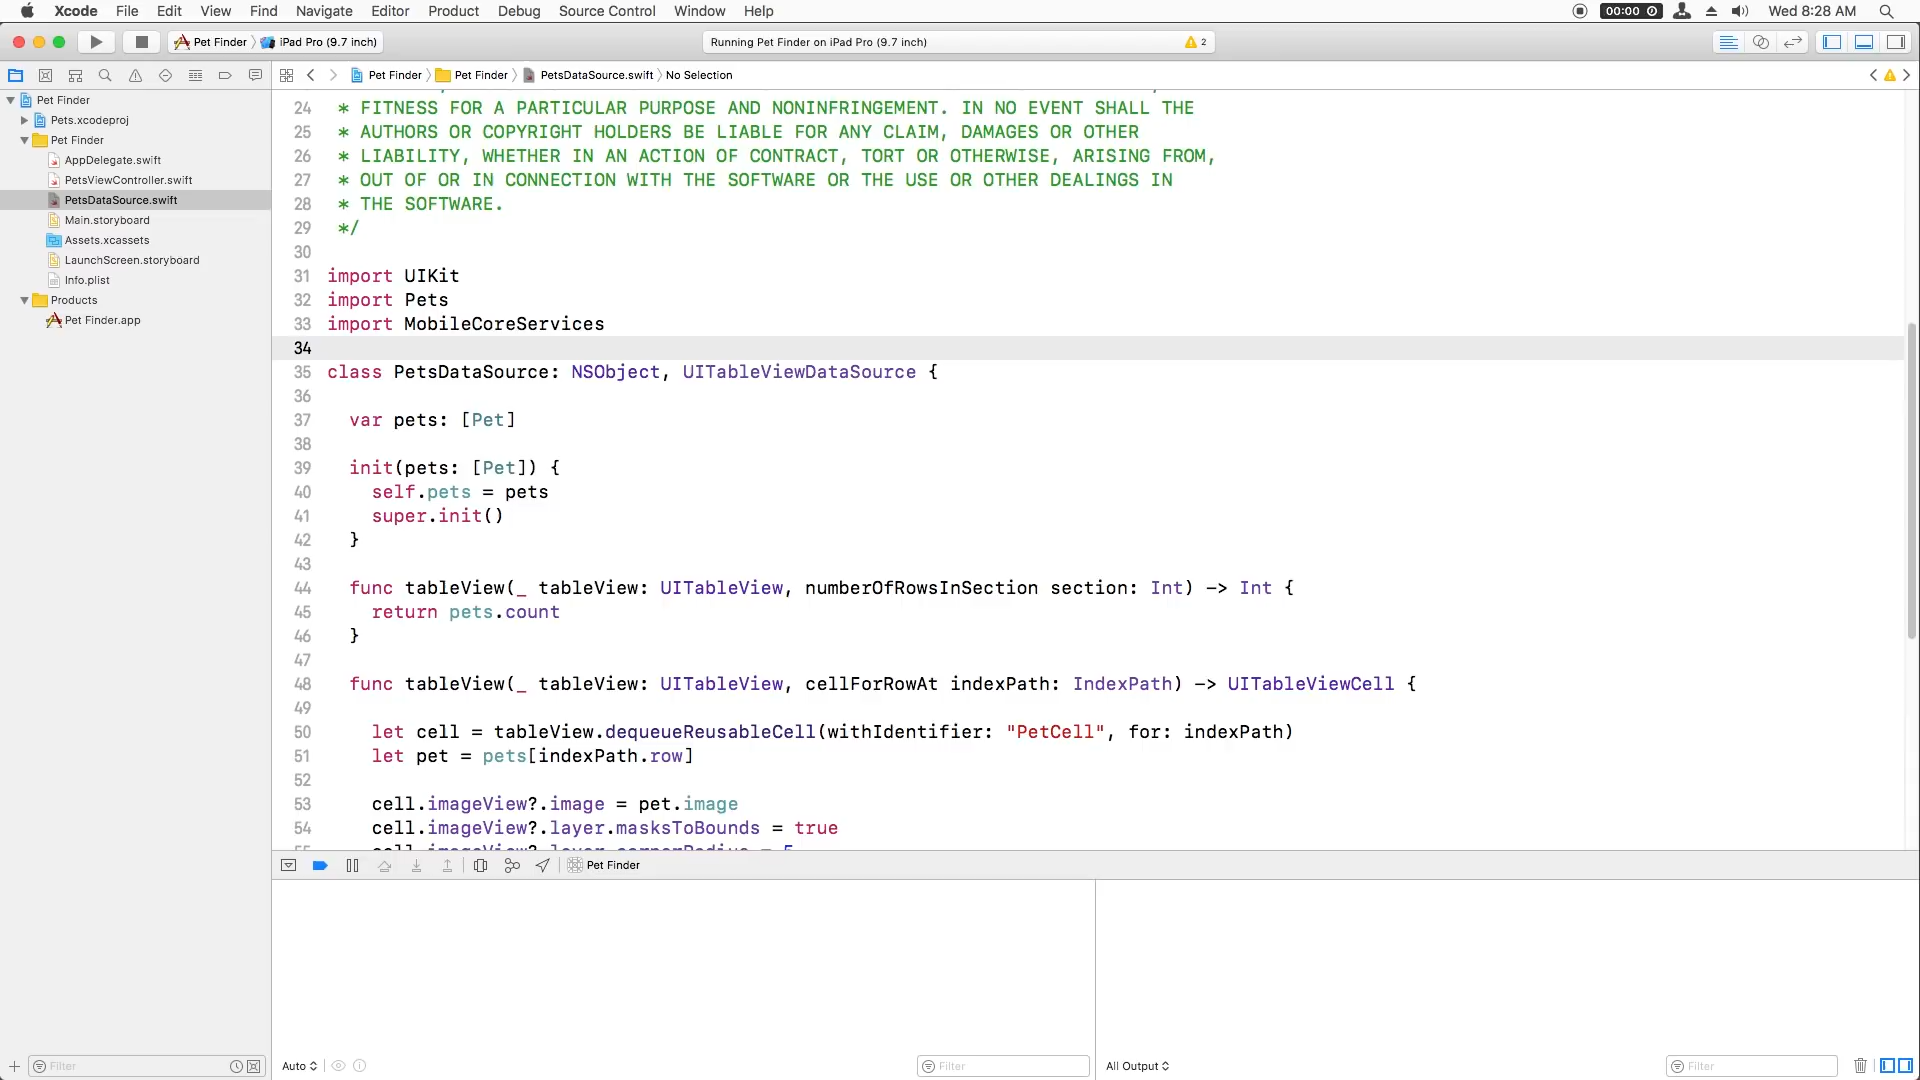 Xcode File Edit View Find Navigate Editor Product Debug Source Control Window Help 00:00 Wed 8:28 AM
Pet Finder iPad Pro (9.7 inch) Running Pet Finder on iPad Pro (9.7 inch) 2
Pet Finder Pet Finder PetsDataSource.swift No Selection
Pet Finder
Pets.xcodeproj
Pet Finder
AppDelegate.swift
PetsViewController.swift
PetsDataSource.swift
Main.storyboard
Assets.xcassets
LaunchScreen.storyboard
Info.plist
Products
Pet Finder.app
24 * FITNESS FOR A PARTICULAR PURPOSE AND NONINFRINGEMENT. IN NO EVENT SHALL THE
25 * AUTHORS OR COPYRIGHT HOLDERS BE LIABLE FOR ANY CLAIM, DAMAGES OR OTHER
26 * LIABILITY, WHETHER IN AN ACTION OF CONTRACT, TORT OR OTHERWISE, ARISING FROM,
27 * OUT OF OR IN CONNECTION WITH THE SOFTWARE OR THE USE OR OTHER DEALINGS IN
28 * THE SOFTWARE.
29 */
30
31 import UIKit
32 import Pets
33 import MobileCoreServices
34
35 class PetsDataSource: NSObject, UITableViewDataSource {
36
37 var pets: [Pet]
38
39 init(pets: [Pet]) {
40 self.pets = pets
41 super.init()
42 }
43
44 func tableView(_ tableView: UITableView, numberOfRowsInSection section: Int) -> Int {
45 return pets.count
46 }
47
48 func tableView(_ tableView: UITableView, cellForRowAt indexPath: IndexPath) -> UITableViewCell {
49
50 let cell = tableView.dequeueReusableCell(withIdentifier: "PetCell", for: indexPath)
51 let pet = pets[indexPath.row]
52
53 cell.imageView?.image = pet.image
54 cell.imageView?.layer.masksToBounds = true
55 cell.imageView?.layer.cornerRadius = 5
Pet Finder
Filter Auto Filter All Output Filter